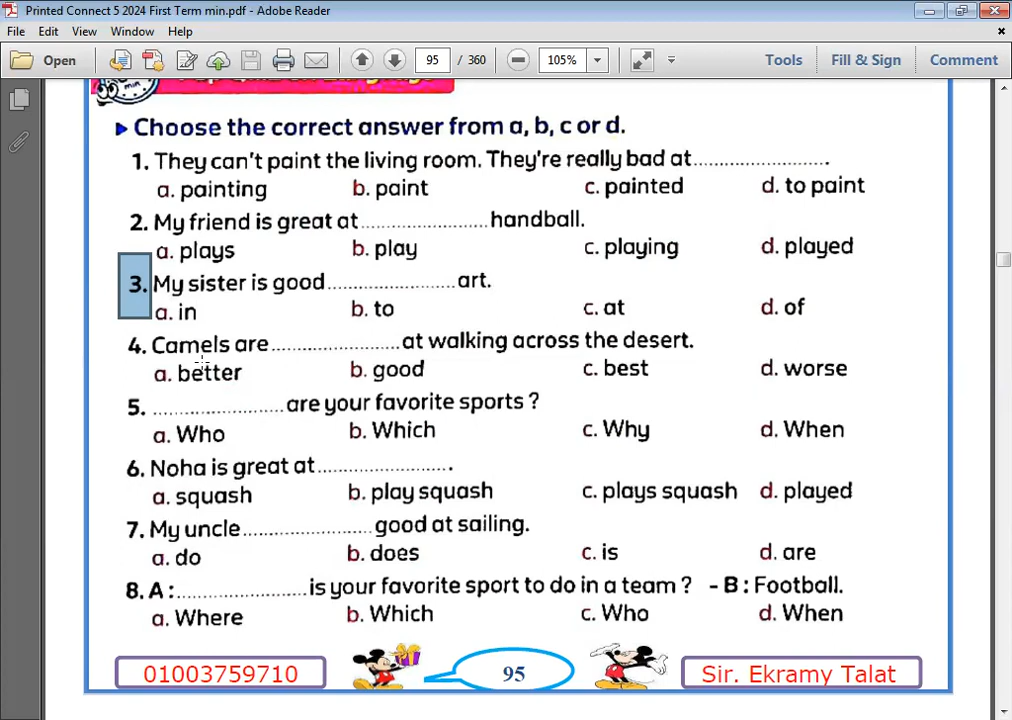 Printed Connect 5 2024 First Term min.pdf - Adobe Reader
File Edit View Window Help
Open 95 / 360 105% Tools Fill & Sign Comment
min
Choose the correct answer from a, b, c or d.
1. They can't paint the living room. They're really bad at........................
a. painting b. paint c. painted d. to paint
2. My friend is great at........................handball.
a. plays b. play c. playing d. played
3. My sister is good........................art.
a. in b. to c. at d. of
4. Camels are........................at walking across the desert.
a. better b. good c. best d. worse
5. ........................are your favorite sports ?
a. Who b. Which c. Why d. When
6. Noha is great at........................
a. squash b. play squash c. plays squash d. played
7. My uncle........................good at sailing.
a. do b. does c. is d. are
8. A :........................is your favorite sport to do in a team ? - B : Football.
a. Where b. Which c. Who d. When
01003759710 95 Sir. Ekramy Talat